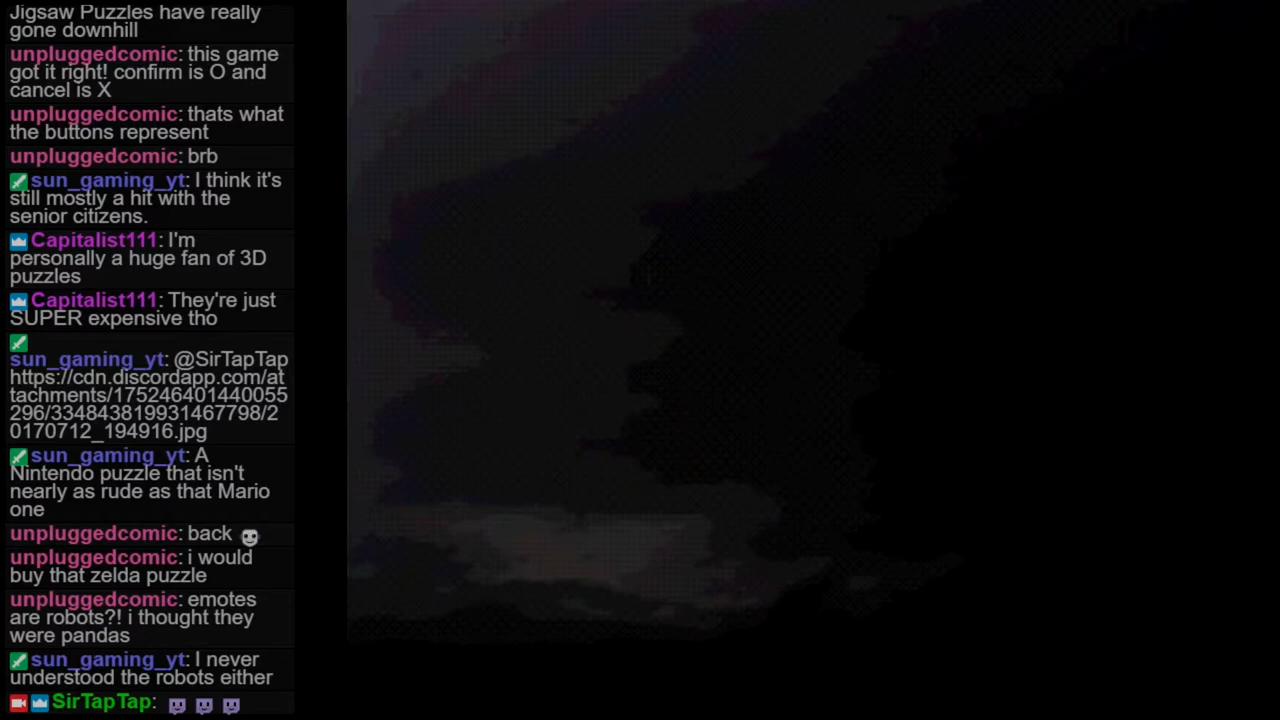 Jigsaw Puzzles have really
gone downhill
unpluggedcomic: this game
got it right! confirm is O and
cancel is X
unpluggedcomic: thats what
the buttons represent
unpluggedcomic: brb
sun_gaming_yt: I think it's
still mostly a hit with the
senior citizens.
Capitalist111: I'm
personally a huge fan of 3D
puzzles
Capitalist111: They're just
SUPER expensive tho
sun_gaming_yt: @SirTapTap
https://cdn.discordapp.com/at
tachments/175246401440055
296/334843819931467798/2
0170712_194916.jpg
sun_gaming_yt: A
Nintendo puzzle that isn't
nearly as rude as that Mario
one
unpluggedcomic: back
unpluggedcomic: i would
buy that zelda puzzle
unpluggedcomic: emotes
are robots?! i thought they
were pandas
sun_gaming_yt: I never
understood the robots either
SirTapTap: